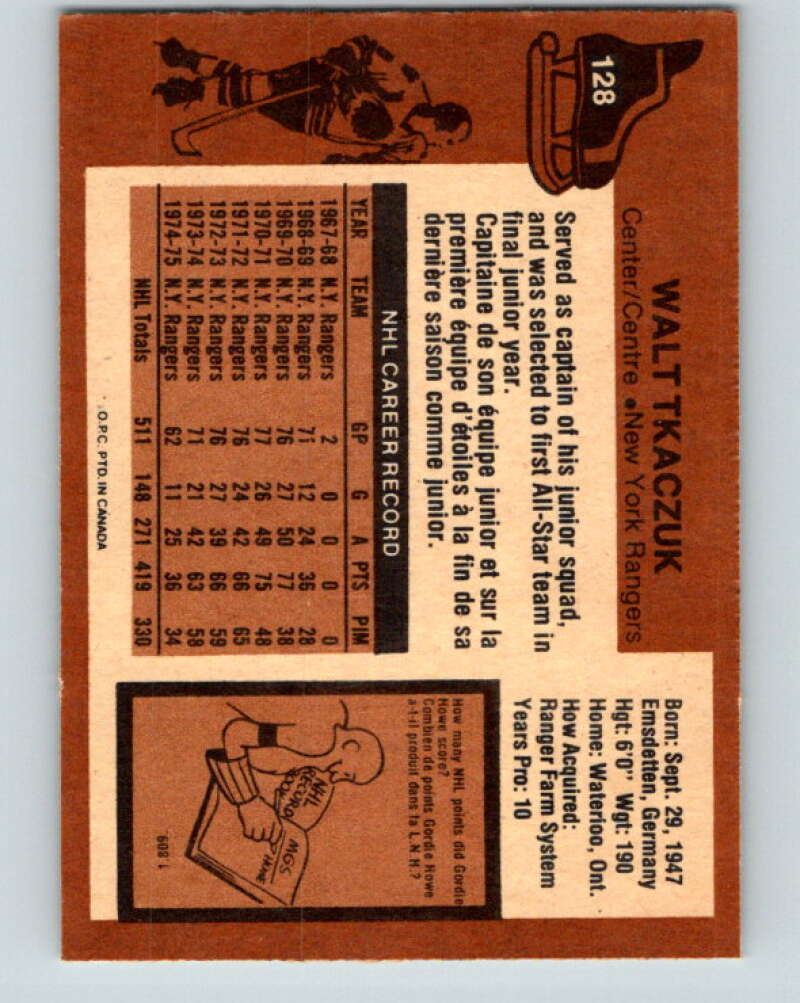 128
WALT TKACZUK
Center/Centre • New York Rangers
Served as captain of his junior squad,
and was selected to first All-Star team in
final junior year.
Capitaine de son équipe junior et sur la
première équipe d'étoiles à la fin de sa
dernière saison comme junior.
NHL CAREER RECORD
YEAR TEAM GP G A PTS PIM
1967-68 N.Y. Rangers 2 0 0 0 0
1968-69 N.Y. Rangers 71 12 24 36 28
1969-70 N.Y. Rangers 76 27 50 77 38
1970-71 N.Y. Rangers 77 26 49 75 48
1971-72 N.Y. Rangers 76 24 42 66 65
1972-73 N.Y. Rangers 76 27 39 66 59
1973-74 N.Y. Rangers 71 21 42 63 58
1974-75 N.Y. Rangers 62 11 25 36 34
NHL Totals 511 148 271 419 330
O.P.C. PTD. IN CANADA
Born: Sept. 29, 1947
Emsdetten, Germany
Hgt: 6'0" Wgt: 190
Home: Waterloo, Ont.
How Acquired:
Ranger Farm System
Years Pro: 10
How many NHL points did Gordie
Howe score?
Combien de points Gordie Howe
a-t-il produit dans la L.N.H.?
NHL
RECORD
BOOK
MGS
HOWE
1,809.